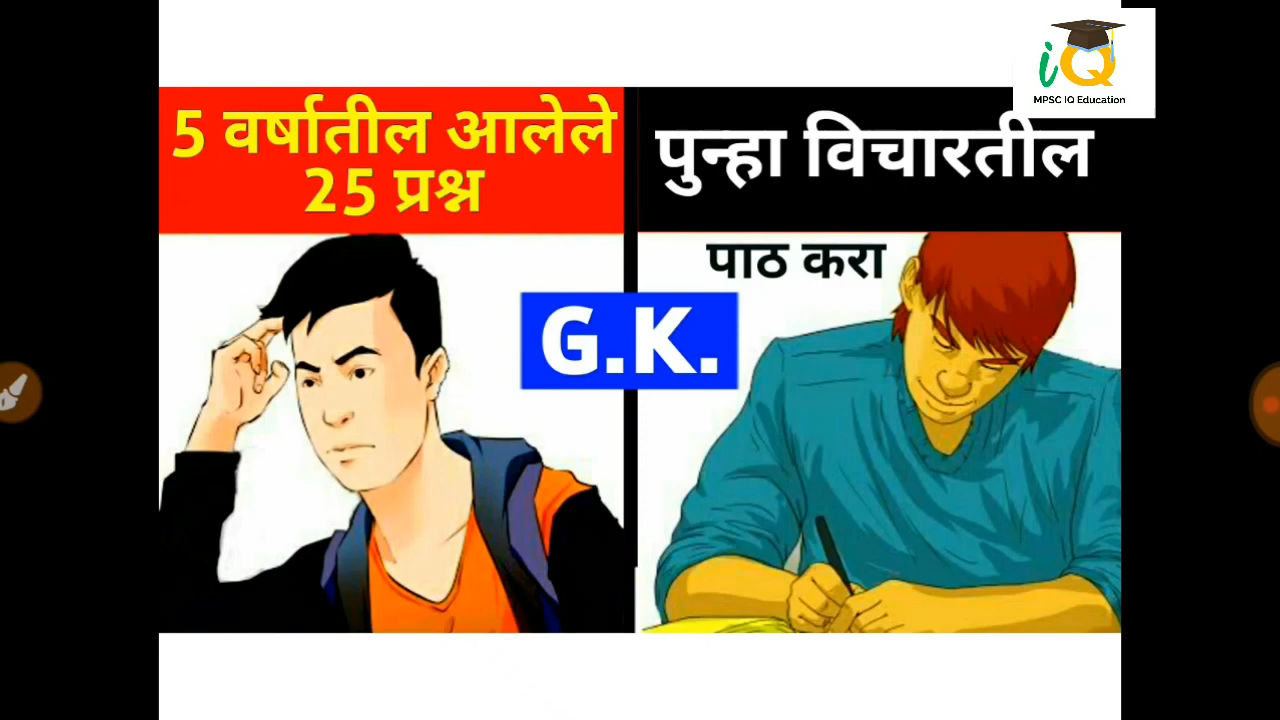 5 वर्षातील आलेले
25 प्रश्न
पुन्हा विचारतील
पाठ करा
G.K.
iQ
MPSC IQ Education